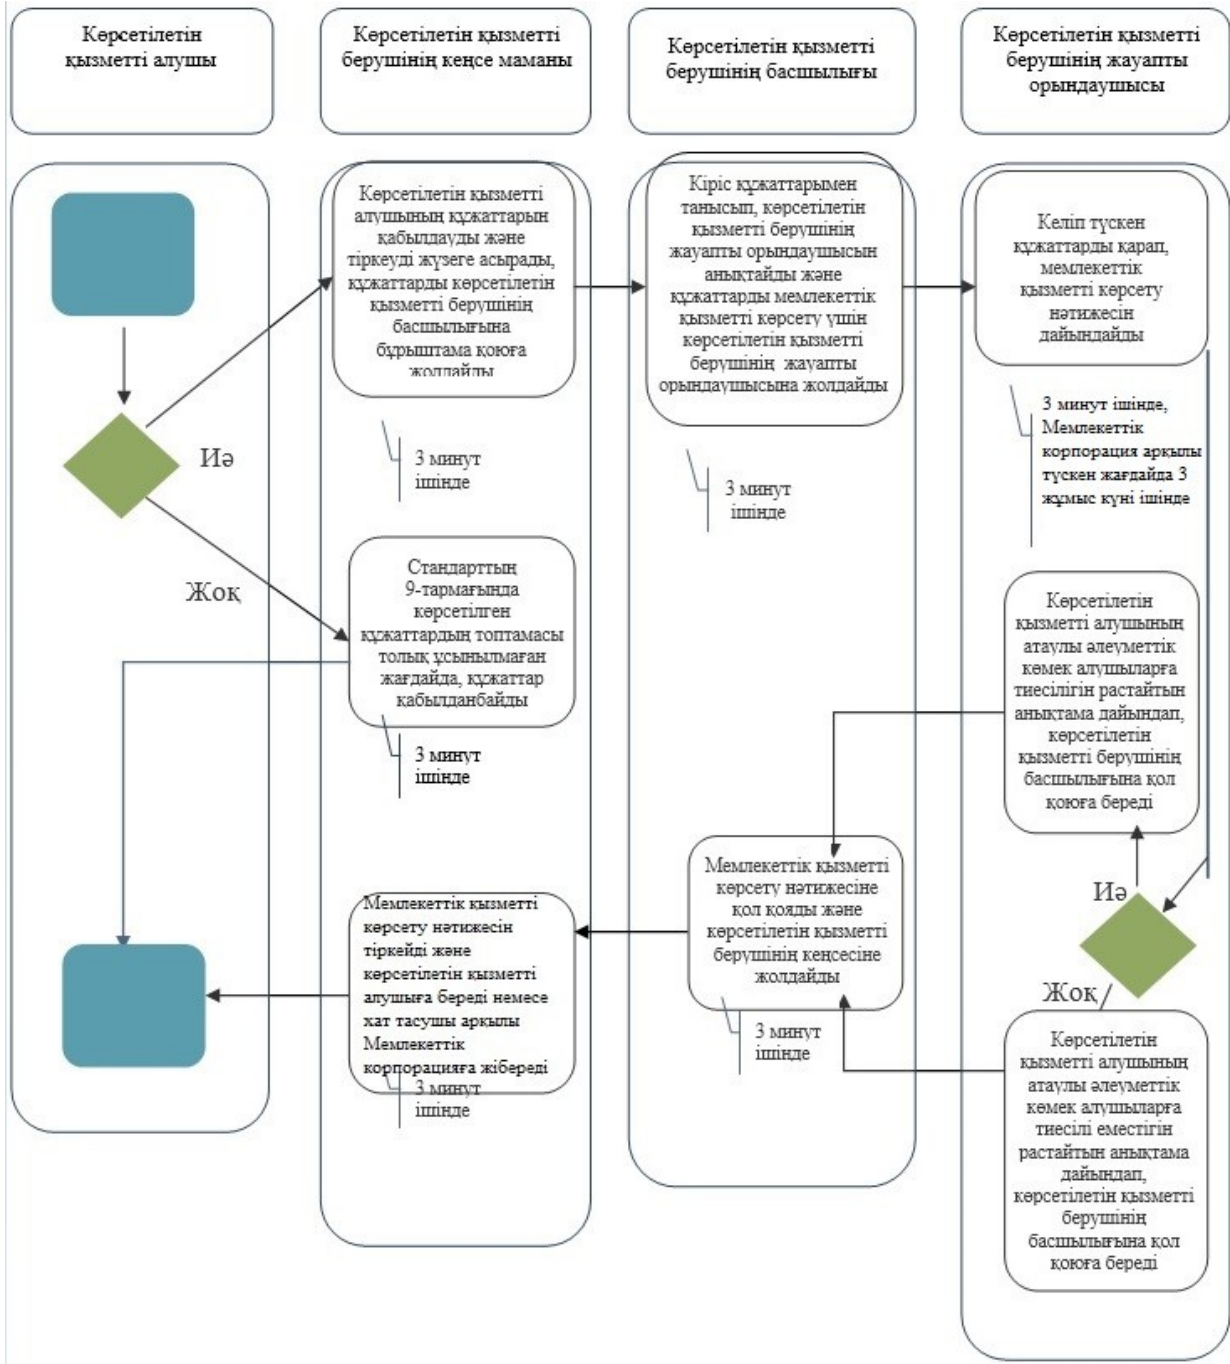 Көрсетілетін
қызметті алушы
Көрсетілетін қызметті
берушінің кеңсе маманы
Көрсетілетін қызметті
берушінің басшылығы
Көрсетілетін қызметті
берушінің жауапты
орындаушысы
Көрсетілетін қызметті
алушының құжаттарын
қабылдауды және
тіркеуді жүзеге асырады,
құжаттарды көрсетілетін
қызметті берушінің
басшылығына
бұрыштама қоюға
жолдайды
Кіріс құжаттарымен
танысып, көрсетілетін
қызметті берушінің
жауапты орындаушысын
анықтайды және
құжаттарды мемлекеттік
қызметті көрсету үшін
көрсетілетін қызметті
берушінің жауапты
орындаушысына жолдайды
Келіп түскен
құжаттарды қарап,
мемлекеттік
қызметті көрсету
нәтижесін
дайындайды
Иә
3 минут
ішінде
3 минут
ішінде
3 минут ішінде,
Мемлекеттік
корпорация арқылы
түскен жағдайда 3
жұмыс күні ішінде
Жоқ
Стандарттың
9-тармағында
көрсетілген
құжаттардың топтамасы
толық ұсынылмаған
жағдайда, құжаттар
қабылданбайды
3 минут
ішінде
Көрсетілетін
қызметті алушының
атаулы әлеуметтік
көмек алушыларға
тиесілігін растайтын
анықтама дайындап,
көрсетілетін
қызметті берушінің
басшылығына қол
қоюға береді
Иә
Мемлекеттік қызметті
көрсету нәтижесіне
қол қояды және
көрсетілетін қызметті
берушінің кеңсесіне
жолдайды
3 минут
ішінде
Мемлекеттік қызметті
көрсету нәтижесін
тіркейді және
көрсетілетін қызметті
алушыға береді немесе
хат тасушы арқылы
Мемлекеттік
корпорацияға жібереді
3 минут
ішінде
Жоқ
Көрсетілетін
қызметті алушының
атаулы әлеуметтік
көмек алушыларға
тиесілі еместігін
растайтын анықтама
дайындап,
көрсетілетін қызметті
берушінің
басшылығына қол
қоюға береді